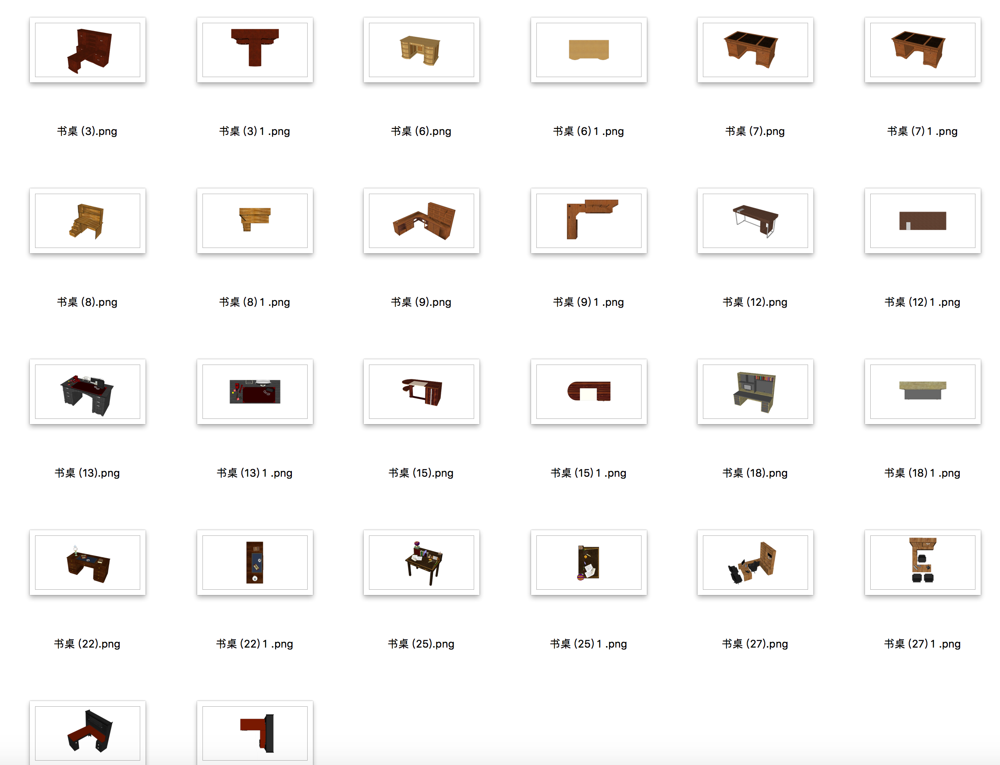 书桌 (3).png
书桌 (3) 1 .png
书桌 (6).png
书桌 (6) 1 .png
书桌 (7).png
书桌 (7) 1 .png
书桌 (8).png
书桌 (8) 1 .png
书桌 (9).png
书桌 (9) 1 .png
书桌 (12).png
书桌 (12) 1 .png
书桌 (13).png
书桌 (13) 1 .png
书桌 (15).png
书桌 (15) 1 .png
书桌 (18).png
书桌 (18) 1 .png
书桌 (22).png
书桌 (22) 1 .png
书桌 (25).png
书桌 (25) 1 .png
书桌 (27).png
书桌 (27) 1 .png